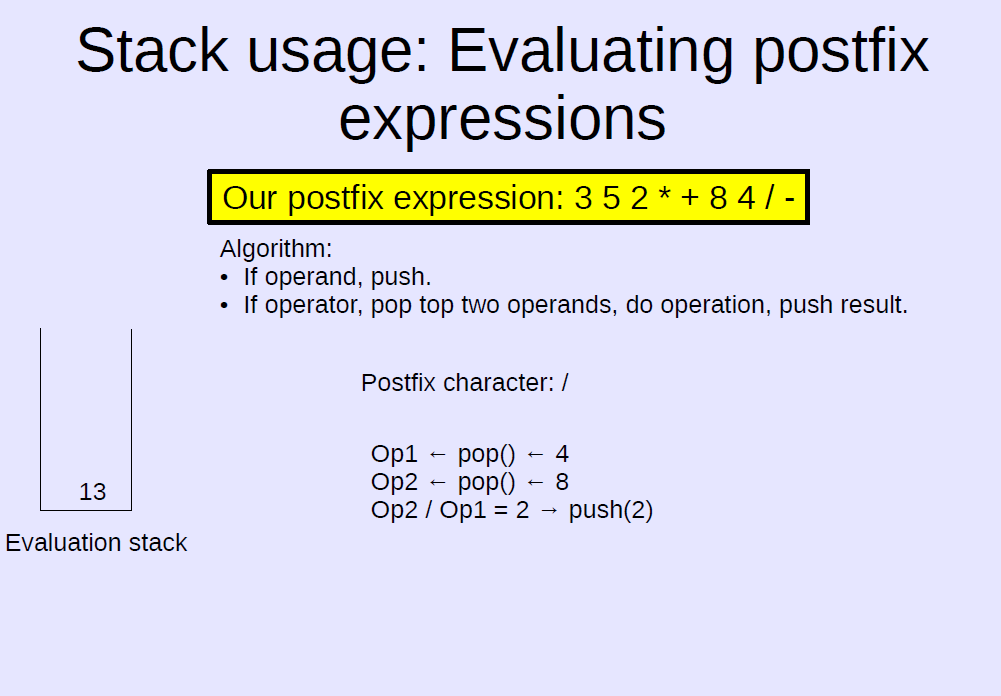 Stack usage: Evaluating postfix
expressions
Our postfix expression: 3 5 2 * + 8 4 / -
Algorithm:
• If operand, push.
• If operator, pop top two operands, do operation, push result.
Postfix character: /
Op1 ← pop() ← 4
Op2 ← pop() ← 8
13
Op2 / Op1 = 2 → push(2)
Evaluation stack